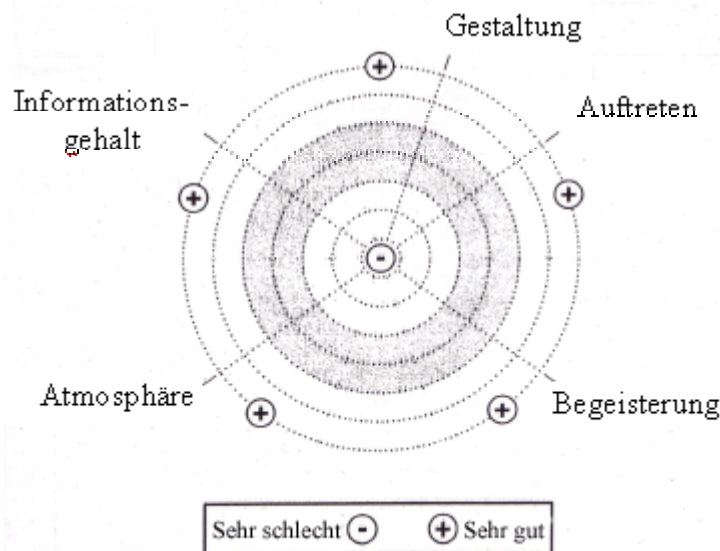 Gestaltung
Informations-
gehalt
Auftreten
+
+
+
-
Atmosphäre
Begeisterung
+
+
Sehr schlecht - + Sehr gut